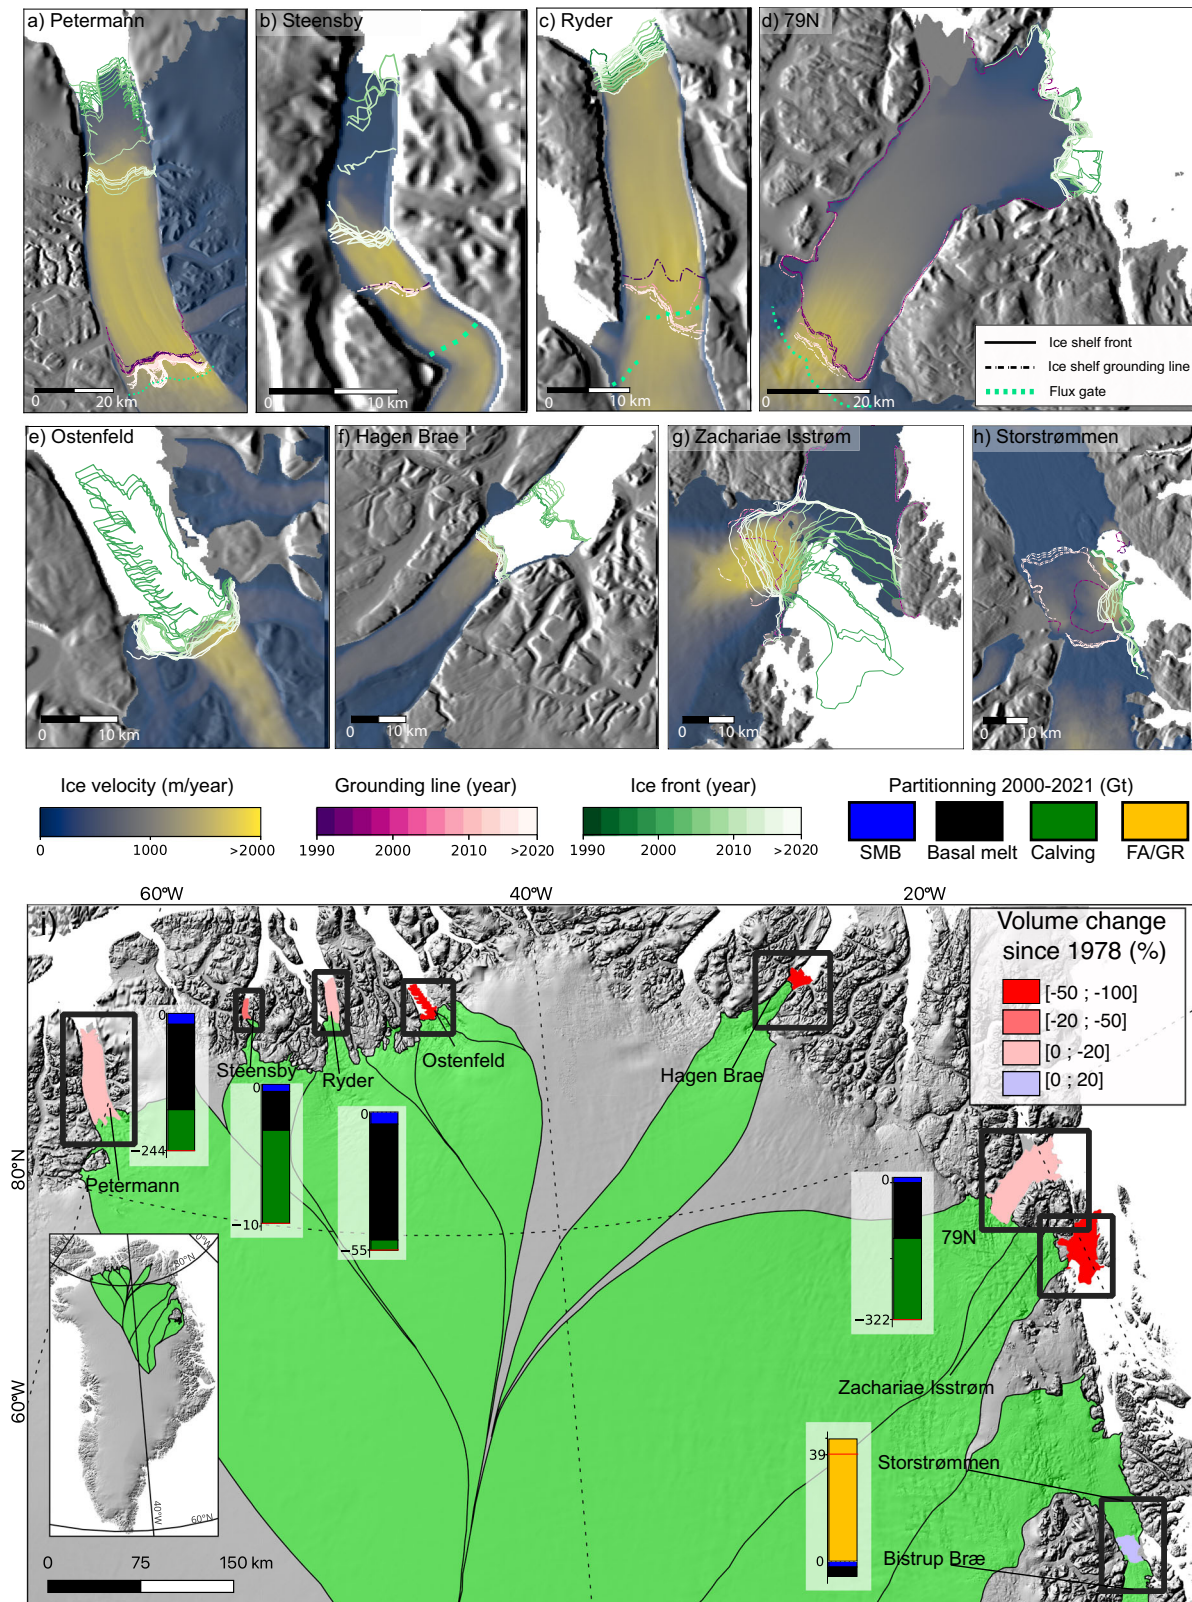 a) Petermann
b) Steensby
c) Ryder
d) 79N
0
20 km
0
10 km
0
10 km
0
20 km
Ice shelf front
Ice shelf grounding line
Flux gate
e) Ostenfeld
f) Hagen Brae
g) Zachariae Isstrøm
h) Storstrømmen
0
10 km
0
10 km
0
10 km
0
10 km
Ice velocity (m/year)
Grounding line (year)
Ice front (year)
Partitionning 2000-2021 (Gt)
0
1000
>2000
1990
2000
2010
>2020
1990
2000
2010
>2020
SMB
Basal melt
Calving
FA/GR
60°W
40°W
20°W
i)
Volume change
since 1978 (%)
[-50 ; -100]
[-20 ; -50]
[0 ; -20]
[0 ; 20]
0
−244
Petermann
Steensby
0
−10
Ryder
0
−55
Ostenfeld
Hagen Brae
80°N
0
−322
79N
Zachariae Isstrøm
60°W
39
0
Storstrømmen
Bistrup Bræ
80°N
40°W
60°N
0
75
150 km